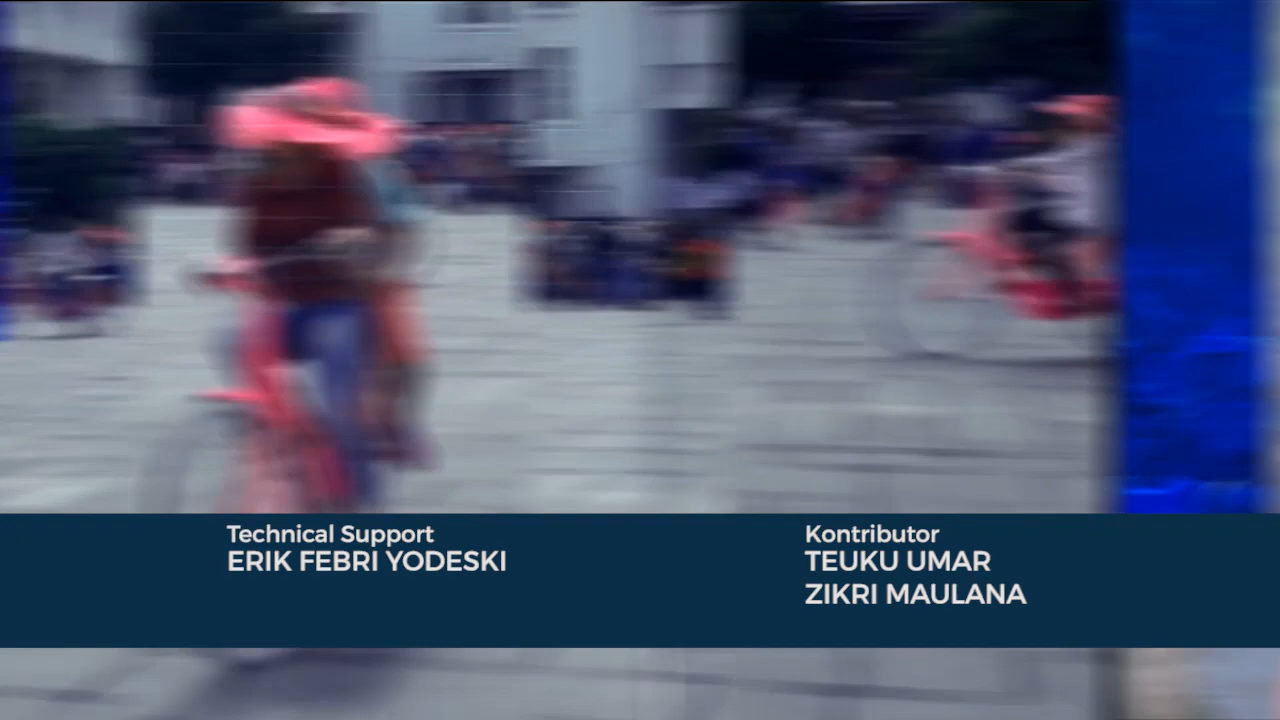 Technical Support
ERIK FEBRI YODESKI
Kontributor
TEUKU UMAR
ZIKRI MAULANA